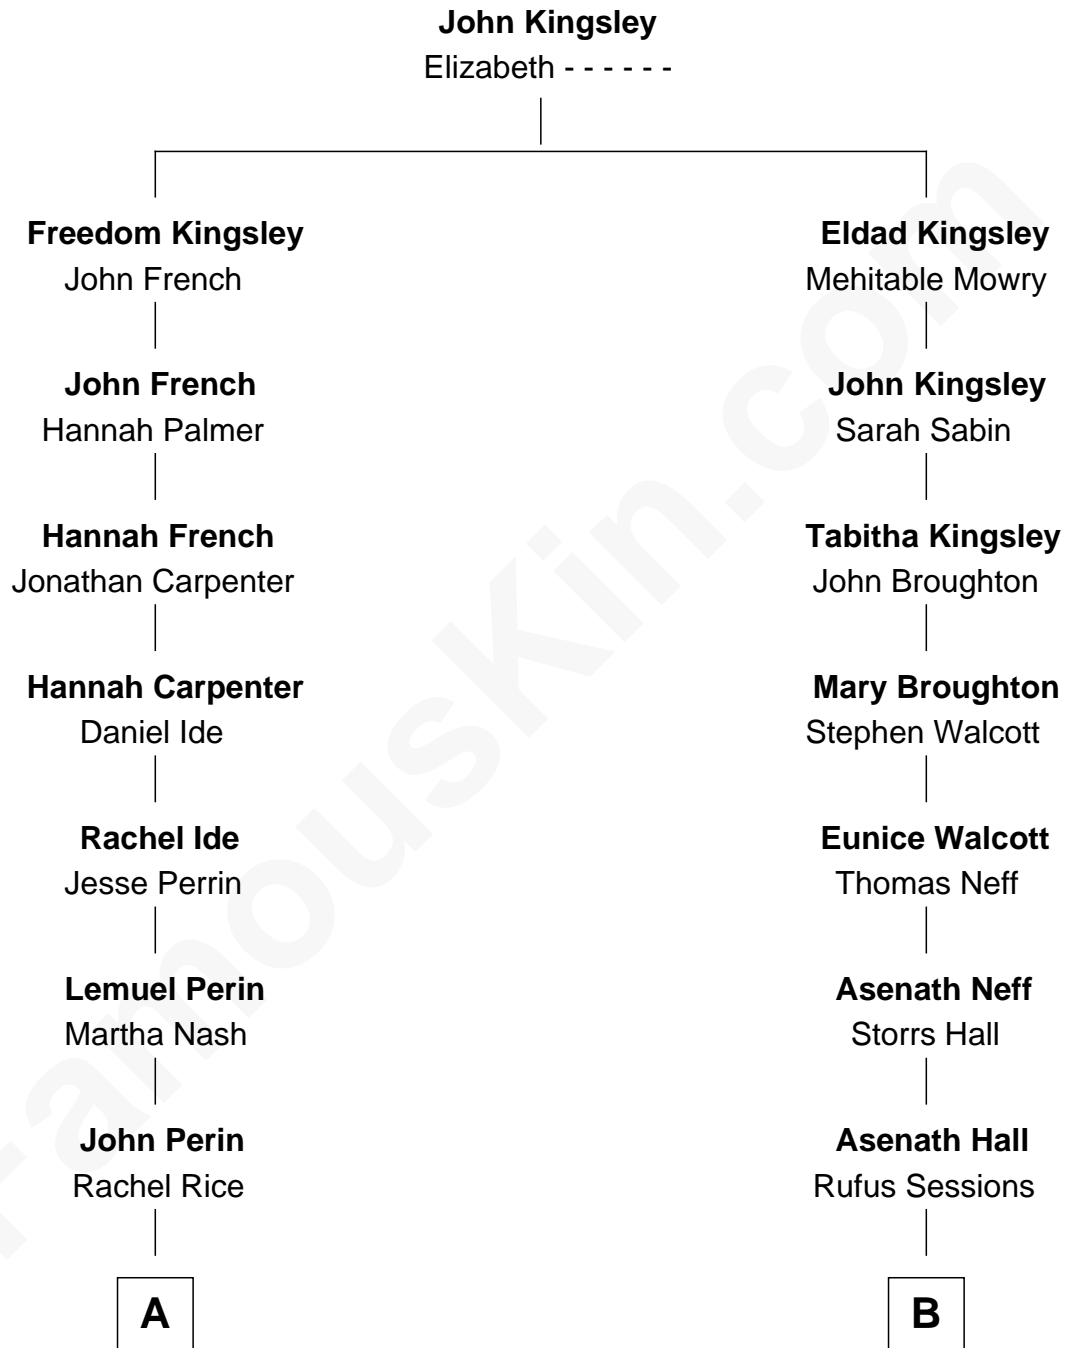 John Kingsley
Elizabeth - - - - - -
Freedom Kingsley
John French
Eldad Kingsley
Mehitable Mowry
John French
Hannah Palmer
John Kingsley
Sarah Sabin
Hannah French
Jonathan Carpenter
Tabitha Kingsley
John Broughton
Hannah Carpenter
Daniel Ide
Mary Broughton
Stephen Walcott
Rachel Ide
Jesse Perrin
Eunice Walcott
Thomas Neff
Lemuel Perin
Martha Nash
Asenath Neff
Storrs Hall
John Perin
Rachel Rice
Asenath Hall
Rufus Sessions
A
B
FamousKin.com